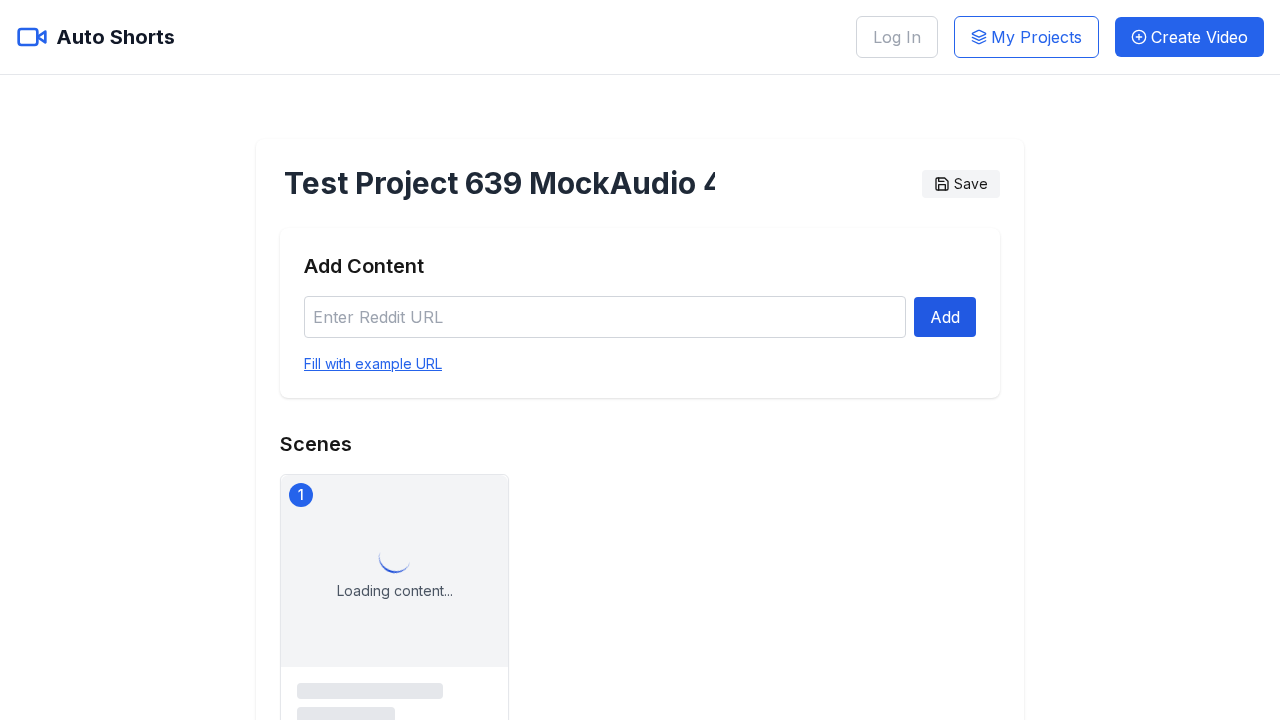 Auto Shorts
Log In
My Projects
Create Video
Test Project 639 MockAudio 4
Save
Add Content
Enter Reddit URL
Add
Fill with example URL
Scenes
1
Loading content...